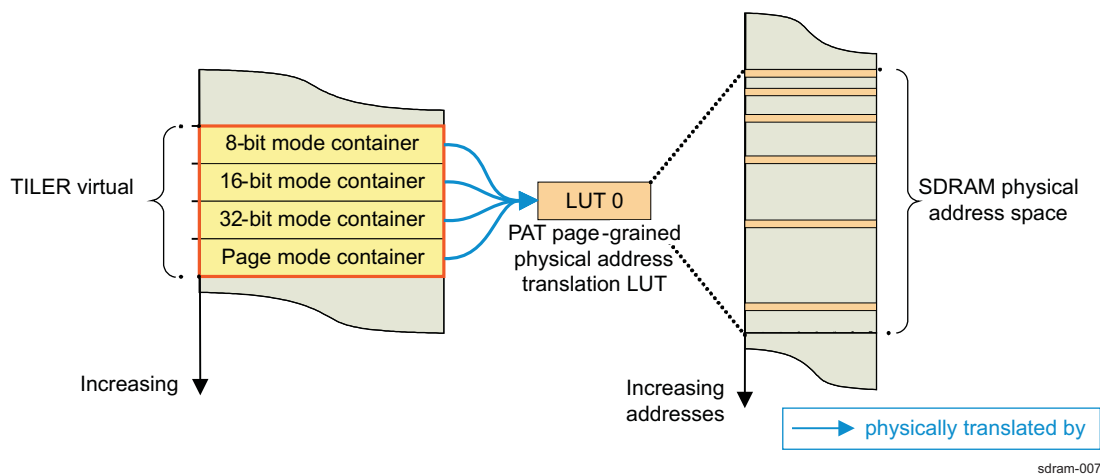 8-bit mode container
16-bit mode container
32-bit mode container
Page mode container
TILER virtual
LUT 0
PAT page-grained
physical address
translation LUT
SDRAM physical
address space
Increasing
Increasing
addresses
physically translated by
sdram-007